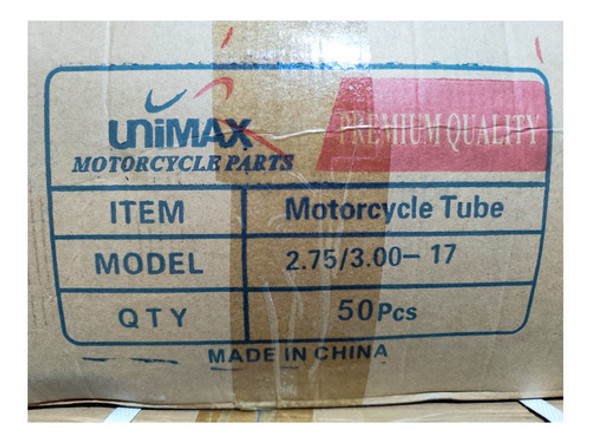 UNiMAX
MOTORCYCLE PARTS
PREMIUM QUALITY
ITEM Motorcycle Tube
MODEL 2.75/3.00-17
QTY 50Pcs
MADE IN CHINA